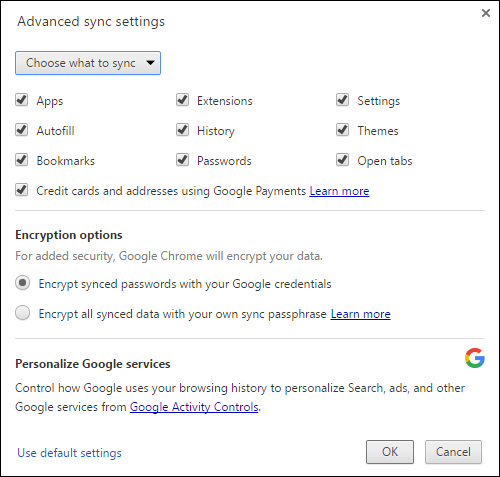 Advanced sync settings
Choose what to sync
Apps Extensions Settings
Autofill History Themes
Bookmarks Passwords Open tabs
Credit cards and addresses using Google Payments Learn more
Encryption options
For added security, Google Chrome will encrypt your data.
Encrypt synced passwords with your Google credentials
Encrypt all synced data with your own sync passphrase Learn more
Personalize Google services
Control how Google uses your browsing history to personalize Search, ads, and other
Google services from Google Activity Controls.
Use default settings OK Cancel